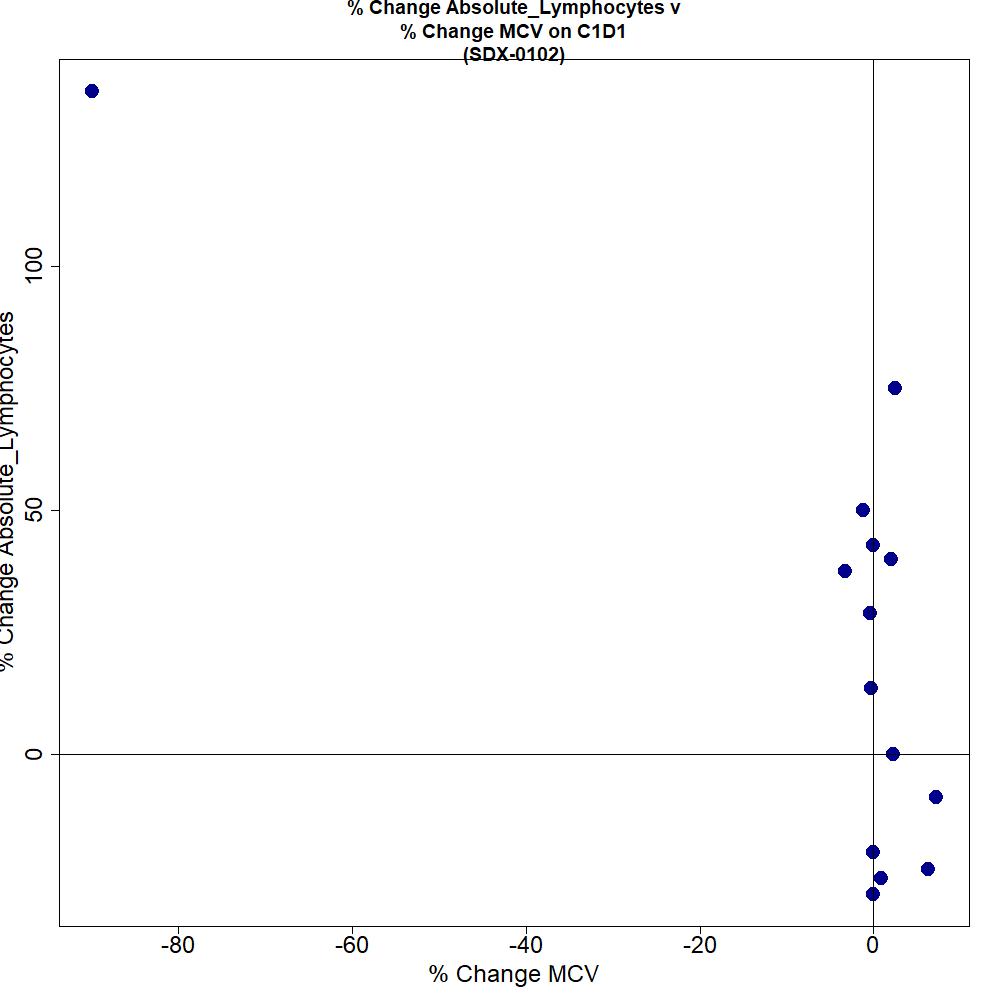 % Change Absolute_Lymphocytes v
% Change MCV on C1D1
(SDX-0102)
% Change Absolute_Lymphocytes
100
50
0
-80
-60
-40
-20
0
% Change MCV